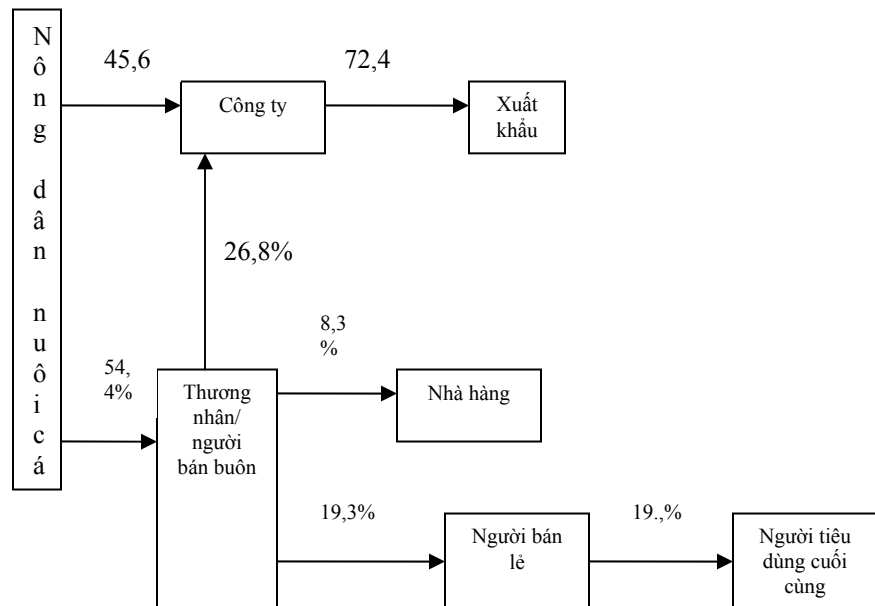 N
ô
n
g
d
â
n
n
u
ô
i
c
á
45,6
72,4
Công ty
Xuất
khẩu
26,8%
54,
4%
8,3
%
Thương
nhân/
người
bán buôn
Nhà hàng
19,3%
19.,%
Người bán
lẻ
Người tiêu
dùng cuối
cùng